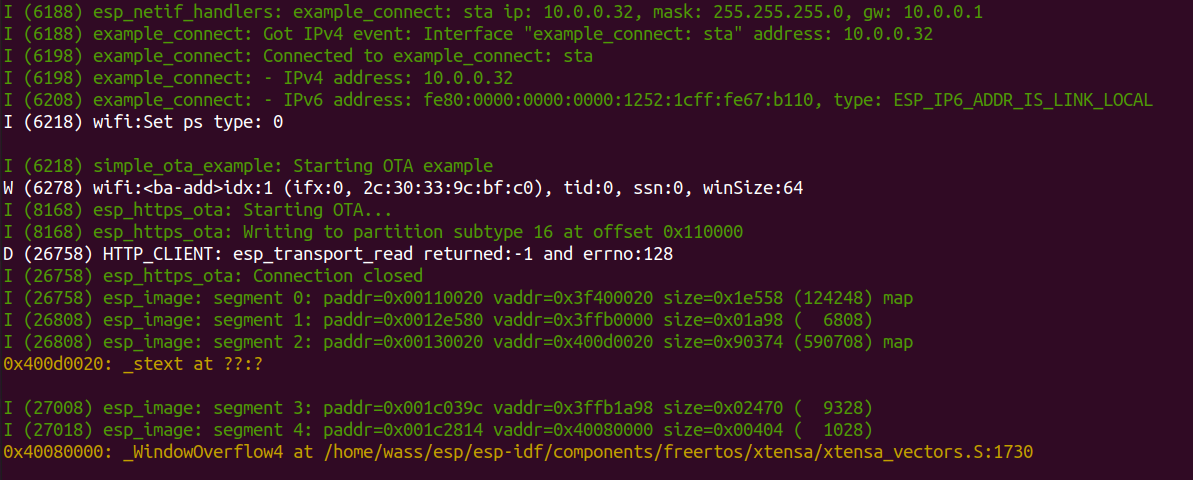 I (6188) esp_netif_handlers: example_connect: sta ip: 10.0.0.32, mask: 255.255.255.0, gw: 10.0.0.1
I (6188) example_connect: Got IPv4 event: Interface "example_connect: sta" address: 10.0.0.32
I (6198) example_connect: Connected to example_connect: sta
I (6198) example_connect: - IPv4 address: 10.0.0.32
I (6208) example_connect: - IPv6 address: fe80:0000:0000:0000:1252:1cff:fe67:b110, type: ESP_IP6_ADDR_IS_LINK_LOCAL
I (6218) wifi:Set ps type: 0
I (6218) simple_ota_example: Starting OTA example
W (6278) wifi:<ba-add>idx:1 (ifx:0, 2c:30:33:9c:bf:c0), tid:0, ssn:0, winSize:64
I (8168) esp_https_ota: Starting OTA...
I (8168) esp_https_ota: Writing to partition subtype 16 at offset 0x110000
D (26758) HTTP_CLIENT: esp_transport_read returned:-1 and errno:128
I (26758) esp_https_ota: Connection closed
I (26758) esp_image: segment 0: paddr=0x00110020 vaddr=0x3f400020 size=0x1e558 (124248) map
I (26808) esp_image: segment 1: paddr=0x0012e580 vaddr=0x3ffb0000 size=0x01a98 (  6808)
I (26808) esp_image: segment 2: paddr=0x00130020 vaddr=0x400d0020 size=0x90374 (590708) map
0x400d0020: _stext at ??:?
I (27008) esp_image: segment 3: paddr=0x001c039c vaddr=0x3ffb1a98 size=0x02470 (  9328)
I (27018) esp_image: segment 4: paddr=0x001c2814 vaddr=0x40080000 size=0x00404 (  1028)
0x40080000: _WindowOverflow4 at /home/wass/esp/esp-idf/components/freertos/xtensa/xtensa_vectors.S:1730